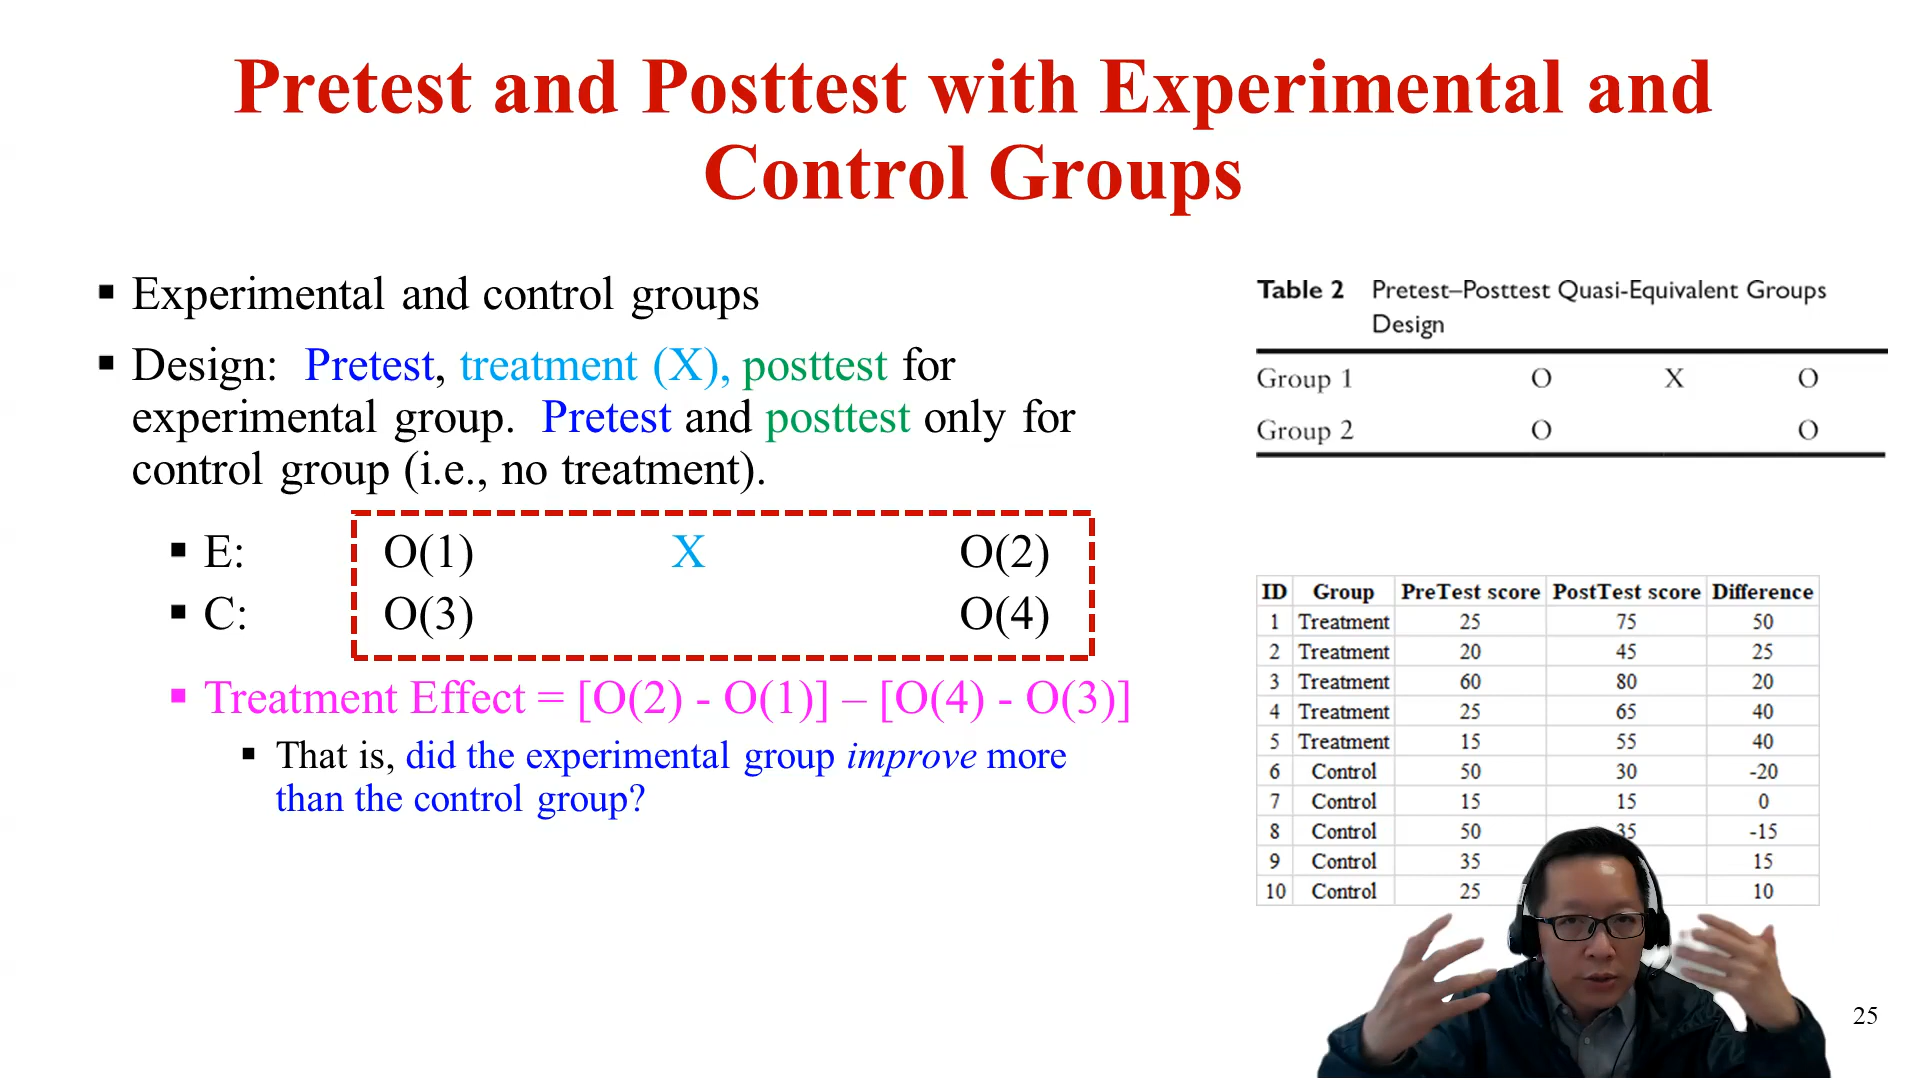 Pretest and Posttest with Experimental and
Control Groups
▪ Experimental and control groups
▪ Design: Pretest, treatment (X), posttest for
experimental group. Pretest and posttest only for
control group (i.e., no treatment).
▪ E: O(1) X O(2)
▪ C: O(3) O(4)
▪ Treatment Effect = [O(2) - O(1)] – [O(4) - O(3)]
▪ That is, did the experimental group improve more
than the control group?
Table 2 Pretest–Posttest Quasi-Equivalent Groups
Design
Group 1 O X O
Group 2 O O
ID Group PreTest score PostTest score Difference
1 Treatment 25 75 50
2 Treatment 20 45 25
3 Treatment 60 80 20
4 Treatment 25 65 40
5 Treatment 15 55 40
6 Control 50 30 -20
7 Control 15 15 0
8 Control 50 35 -15
9 Control 35 15
10 Control 25 10
25